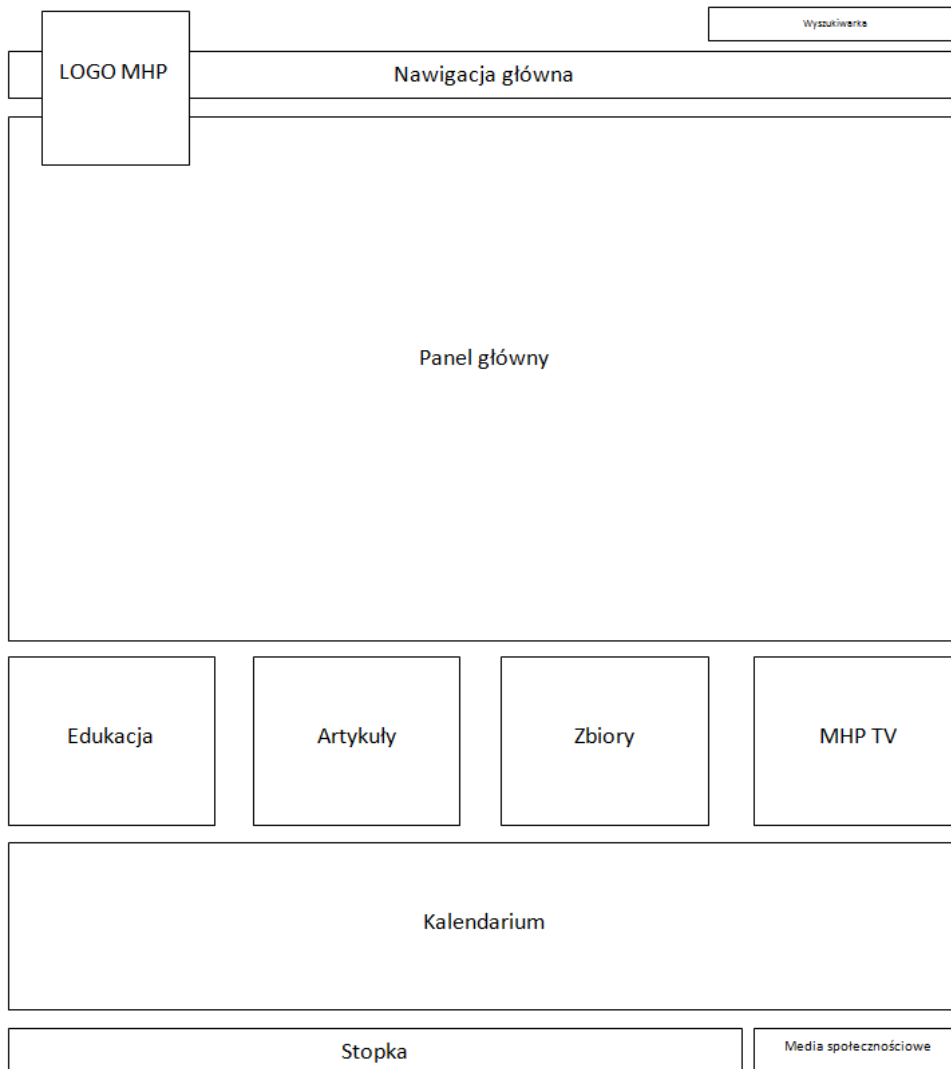 Wyszukiwarka
LOGO MHP
Nawigacja główna
Panel główny
Edukacja
Artykuły
Zbiory
MHP TV
Kalendarium
Stopka
Media społecznościowe